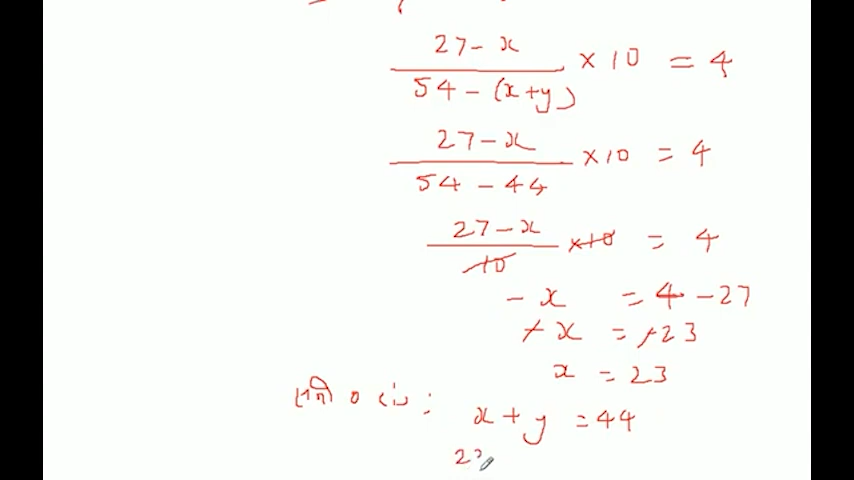 27 - x
――――――― × 10 = 4
54 - (x+y)
27 - x
――――――― × 10 = 4
54 - 44
27 - x
――――――― ×10 = 4
10
- x = 4 - 27
- x = -23
x = 23
x + y = 44